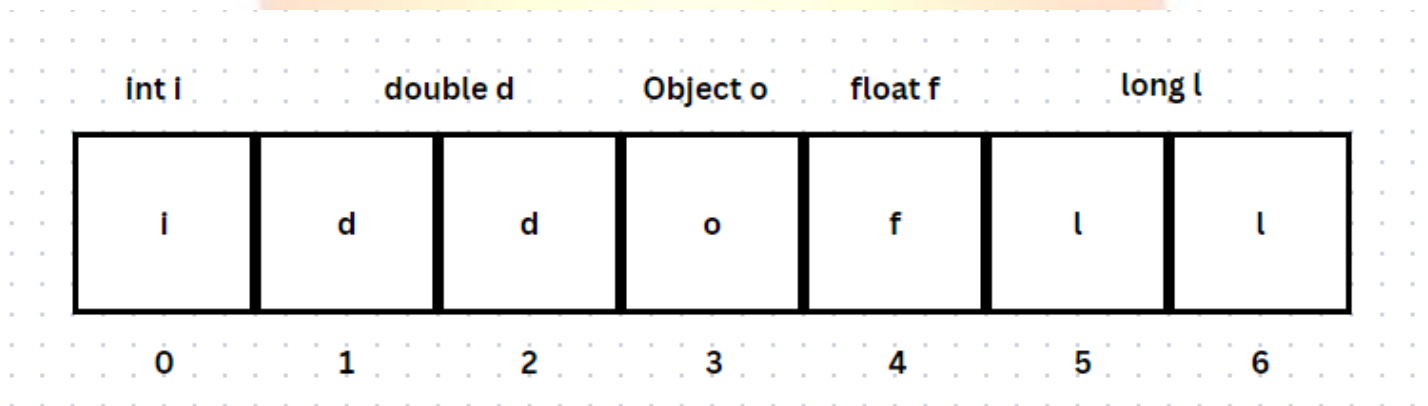 int i double d Object o float f long l
i d d o f l l
0 1 2 3 4 5 6